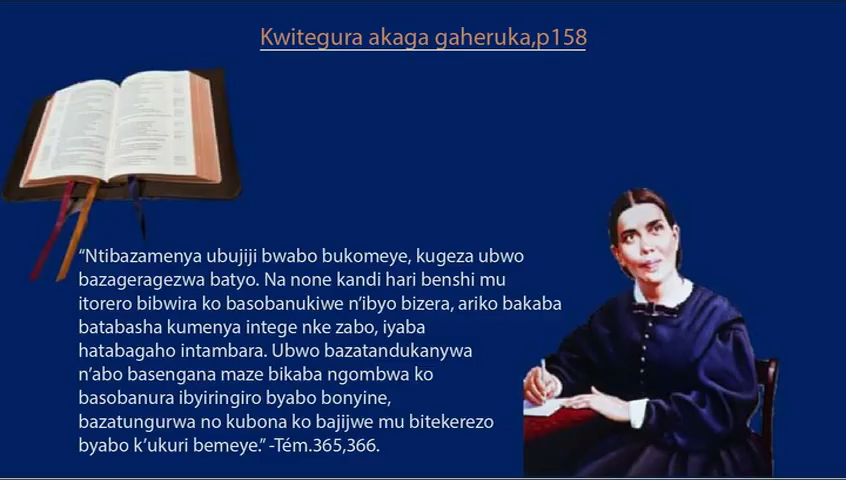 Kwitegura akaga gaheruka,p158
“Ntibazamenya ubujiji bwabo bukomeye, kugeza ubwo
bazageragezwa batyo. Na none kandi hari benshi mu
itorero bibwira ko basobanukiwe n’ibyo bizera, ariko bakaba
batabasha kumenya intege nke zabo, iyaba
hatabagaho intambara. Ubwo bazatandukanywa
n’abo basengana maze bikaba ngombwa ko
basobanura ibyiringiro byabo bonyine,
bazatungurwa no kubona ko bajijwe mu bitekerezo
byabo k’ukuri bemeye.” -Tém.365,366.